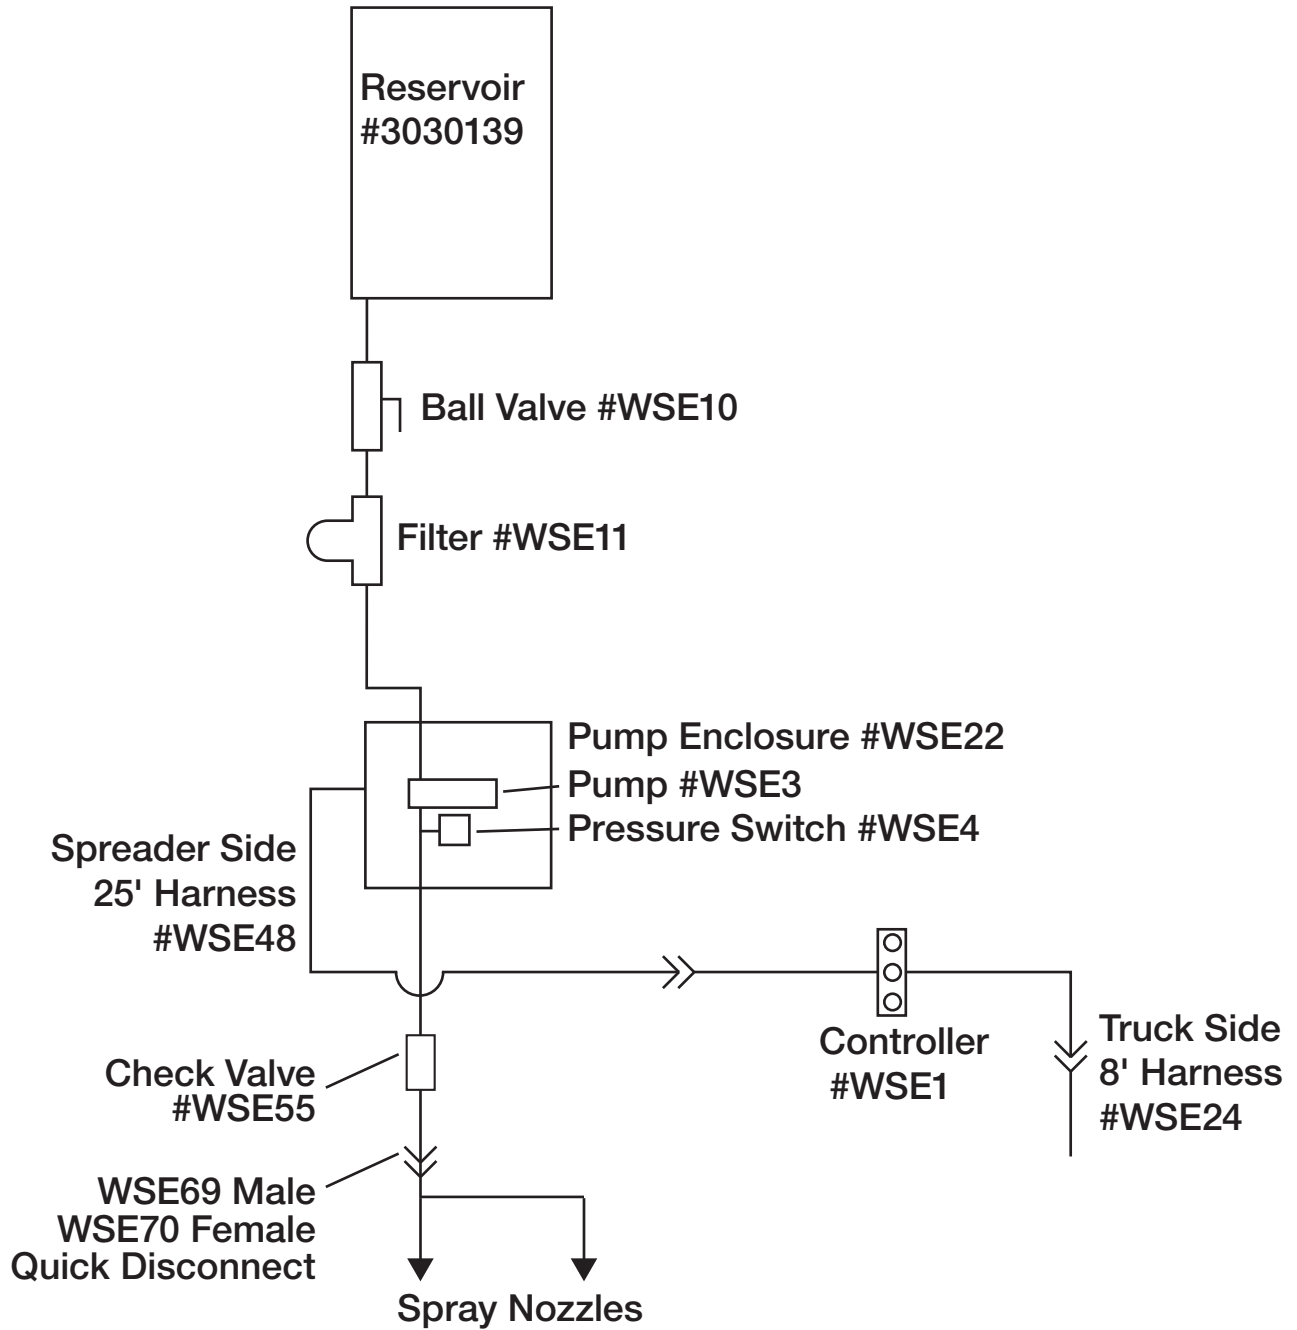 Reservoir
#3030139
Ball Valve #WSE10
Filter #WSE11
Pump Enclosure #WSE22
Pump #WSE3
Pressure Switch #WSE4
Spreader Side
25' Harness
#WSE48
Controller
#WSE1
Truck Side
8' Harness
#WSE24
Check Valve
#WSE55
WSE69 Male
WSE70 Female
Quick Disconnect
Spray Nozzles